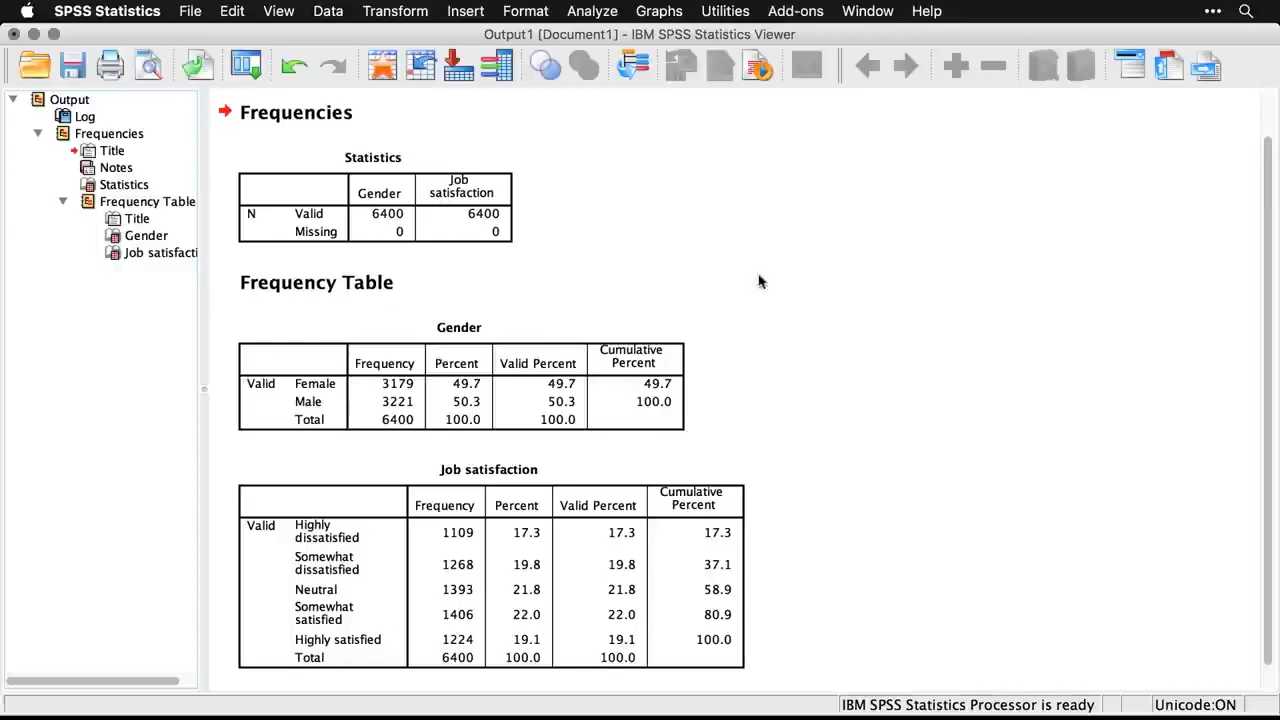 SPSS Statistics File Edit View Data Transform Insert Format Analyze Graphs Utilities Add-ons Window Help
Output1 [Document1] - IBM SPSS Statistics Viewer
Output
Log
Frequencies
Title
Notes
Statistics
Frequency Table
Title
Gender
Job satisfacti
Frequencies
Statistics
Gender Job satisfaction
N Valid 6400 6400
Missing 0 0
Frequency Table
Gender
Frequency Percent Valid Percent Cumulative Percent
Valid Female 3179 49.7 49.7 49.7
Male 3221 50.3 50.3 100.0
Total 6400 100.0 100.0
Job satisfaction
Frequency Percent Valid Percent Cumulative Percent
Valid Highly dissatisfied 1109 17.3 17.3 17.3
Somewhat dissatisfied 1268 19.8 19.8 37.1
Neutral 1393 21.8 21.8 58.9
Somewhat satisfied 1406 22.0 22.0 80.9
Highly satisfied 1224 19.1 19.1 100.0
Total 6400 100.0 100.0
IBM SPSS Statistics Processor is ready Unicode:ON